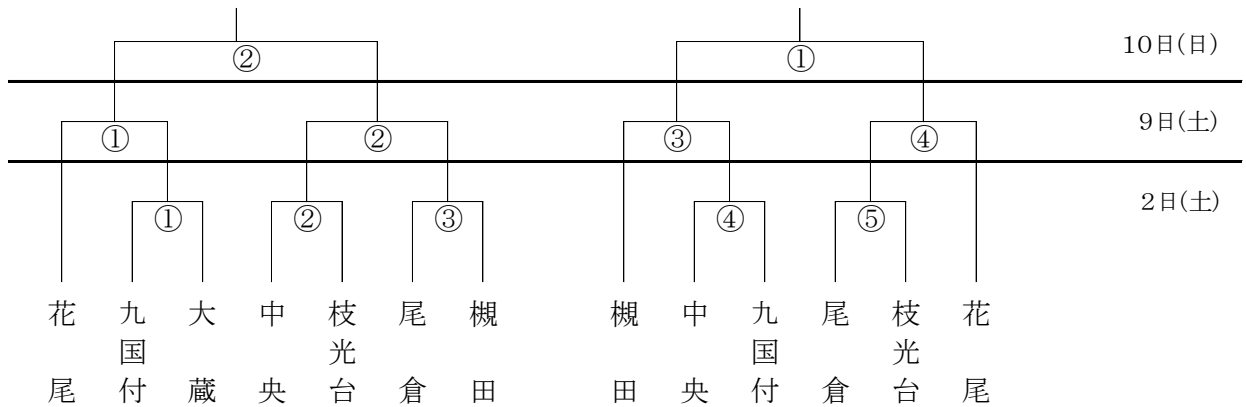 ② ① 10日(日)
① ② ③ ④ 9日(土)
① ② ③ ④ ⑤ 2日(土)
花尾 九国付 大蔵 中央 枝光台 尾倉 槻田 槻田 中央 九国付 尾倉 枝光台 花尾